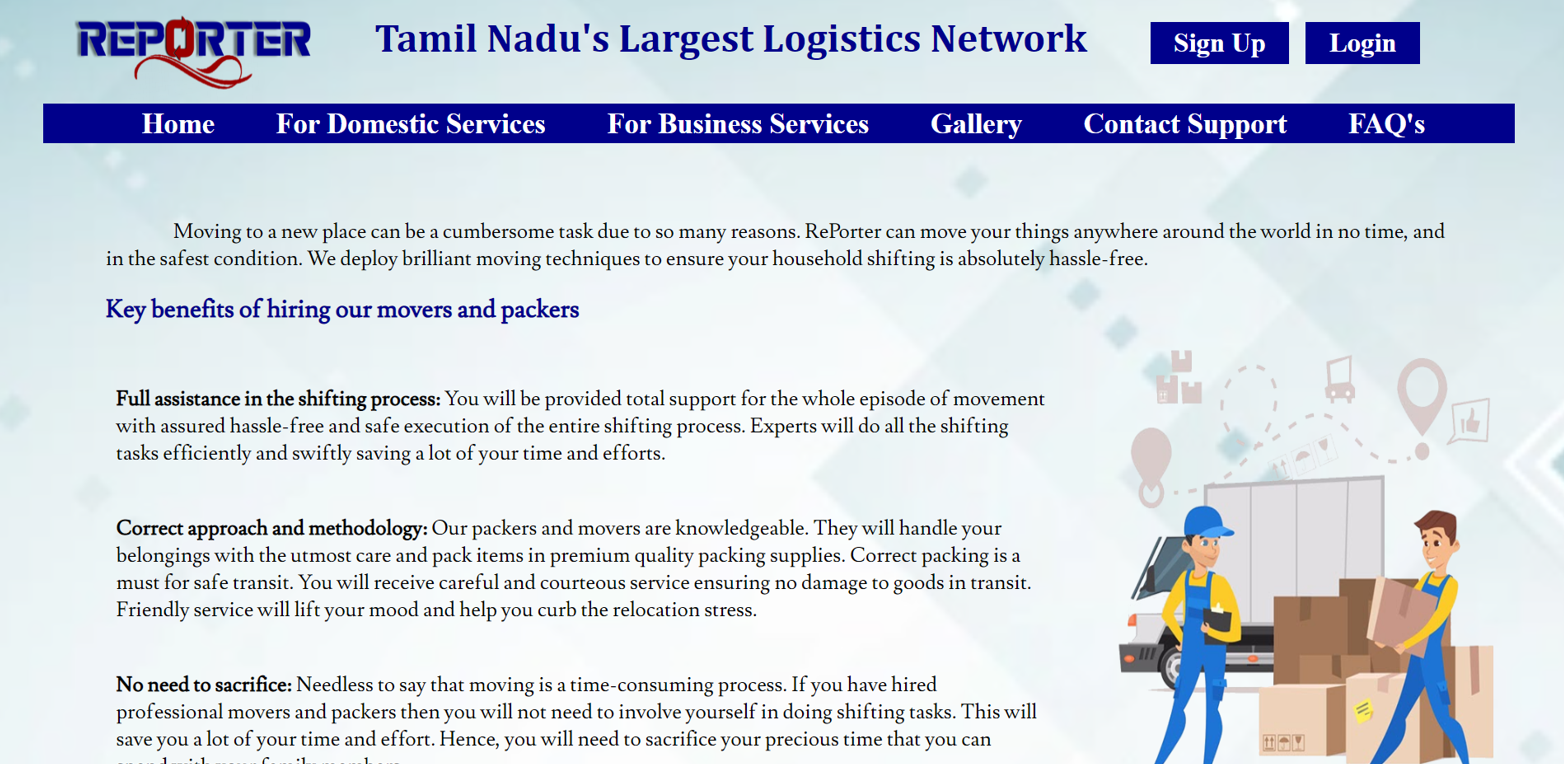 REPORTER
Tamil Nadu's Largest Logistics Network
Sign Up
Login
Home
For Domestic Services
For Business Services
Gallery
Contact Support
FAQ's
Moving to a new place can be a cumbersome task due to so many reasons. RePorter can move your things anywhere around the world in no time, and
in the safest condition. We deploy brilliant moving techniques to ensure your household shifting is absolutely hassle-free.
Key benefits of hiring our movers and packers
Full assistance in the shifting process: You will be provided total support for the whole episode of movement
with assured hassle-free and safe execution of the entire shifting process. Experts will do all the shifting
tasks efficiently and swiftly saving a lot of your time and efforts.
Correct approach and methodology: Our packers and movers are knowledgeable. They will handle your
belongings with the utmost care and pack items in premium quality packing supplies. Correct packing is a
must for safe transit. You will receive careful and courteous service ensuring no damage to goods in transit.
Friendly service will lift your mood and help you curb the relocation stress.
No need to sacrifice: Needless to say that moving is a time-consuming process. If you have hired
professional movers and packers then you will not need to involve yourself in doing shifting tasks. This will
save you a lot of your time and effort. Hence, you will need to sacrifice your precious time that you can